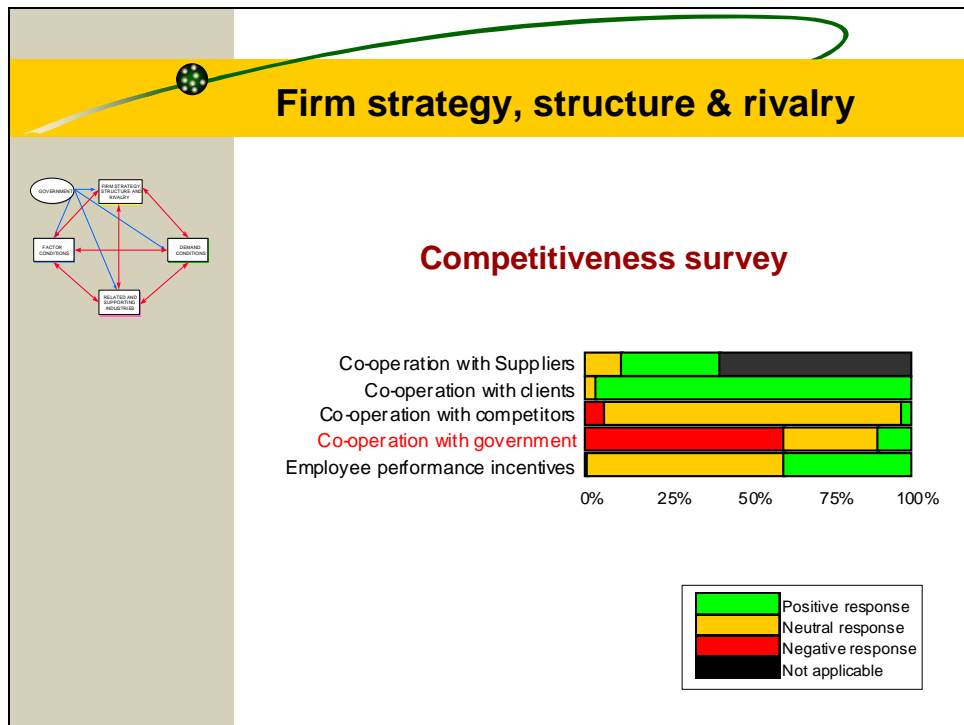 Firm strategy, structure & rivalry
GOVERNMENT
FIRM STRATEGY,
STRUCTURE AND
RIVALRY
FACTOR
CONDITIONS
DEMAND
CONDITIONS
RELATED AND
SUPPORTING
INDUSTRIES
Competitiveness survey
Co-operation with Suppliers
Co-operation with clients
Co-operation with competitors
Co-operation with government
Employee performance incentives
0% 25% 50% 75% 100%
Positive response
Neutral response
Negative response
Not applicable